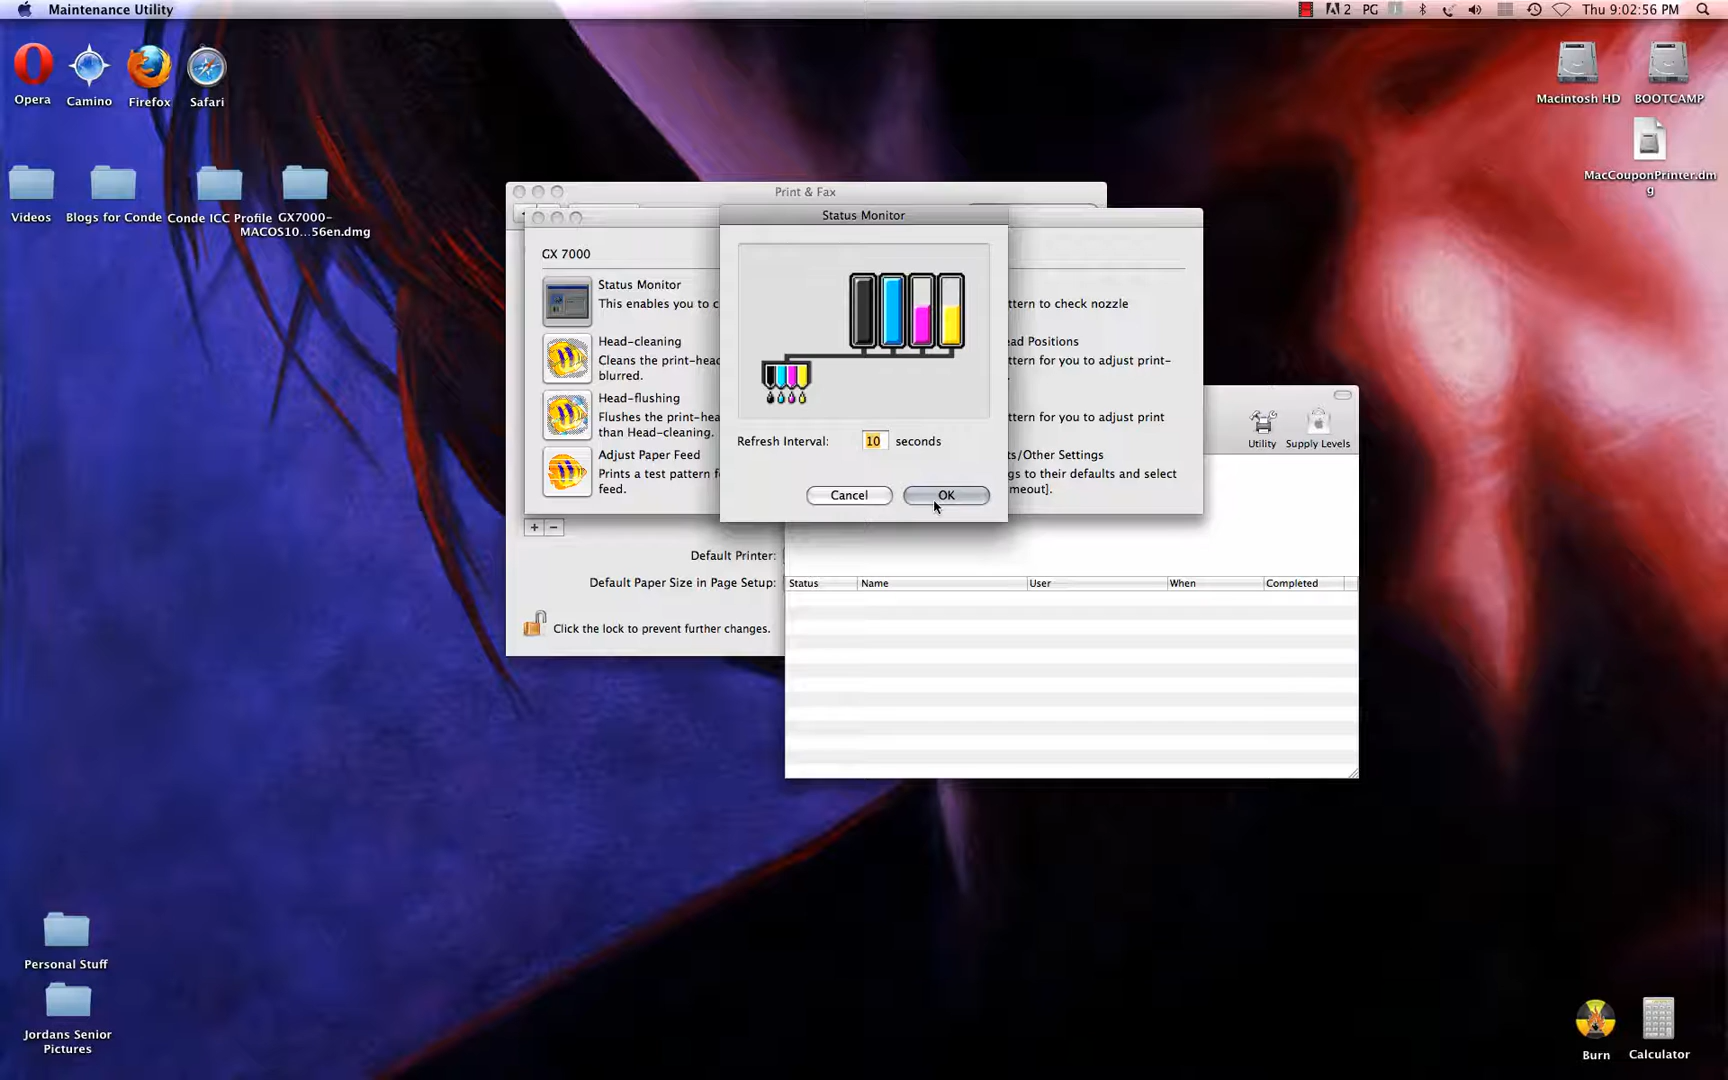 Maintenance Utility
2
PG
Thu 9:02:56 PM
Opera
Camino
Firefox
Safari
Macintosh HD
BOOTCAMP
MacCouponPrinter.dm
g
Videos
Blogs for Conde
Conde ICC Profile
GX7000-
MACOS10...56en.dmg
Print & Fax
Status Monitor
GX 7000
Status Monitor
This enables you to c
Head-cleaning
Cleans the print-hea
blurred.
Head-flushing
Flushes the print-hea
than Head-cleaning.
Adjust Paper Feed
Prints a test pattern f
feed.
ttern to check nozzle
ead Positions
ttern for you to adjust print-
ttern for you to adjust print
ts/Other Settings
gs to their defaults and select
meout].
Refresh Interval: 10 seconds
Cancel
OK
Utility
Supply Levels
Default Printer:
Default Paper Size in Page Setup:
Click the lock to prevent further changes.
Status
Name
User
When
Completed
Personal Stuff
Jordans Senior
Pictures
Burn
Calculator